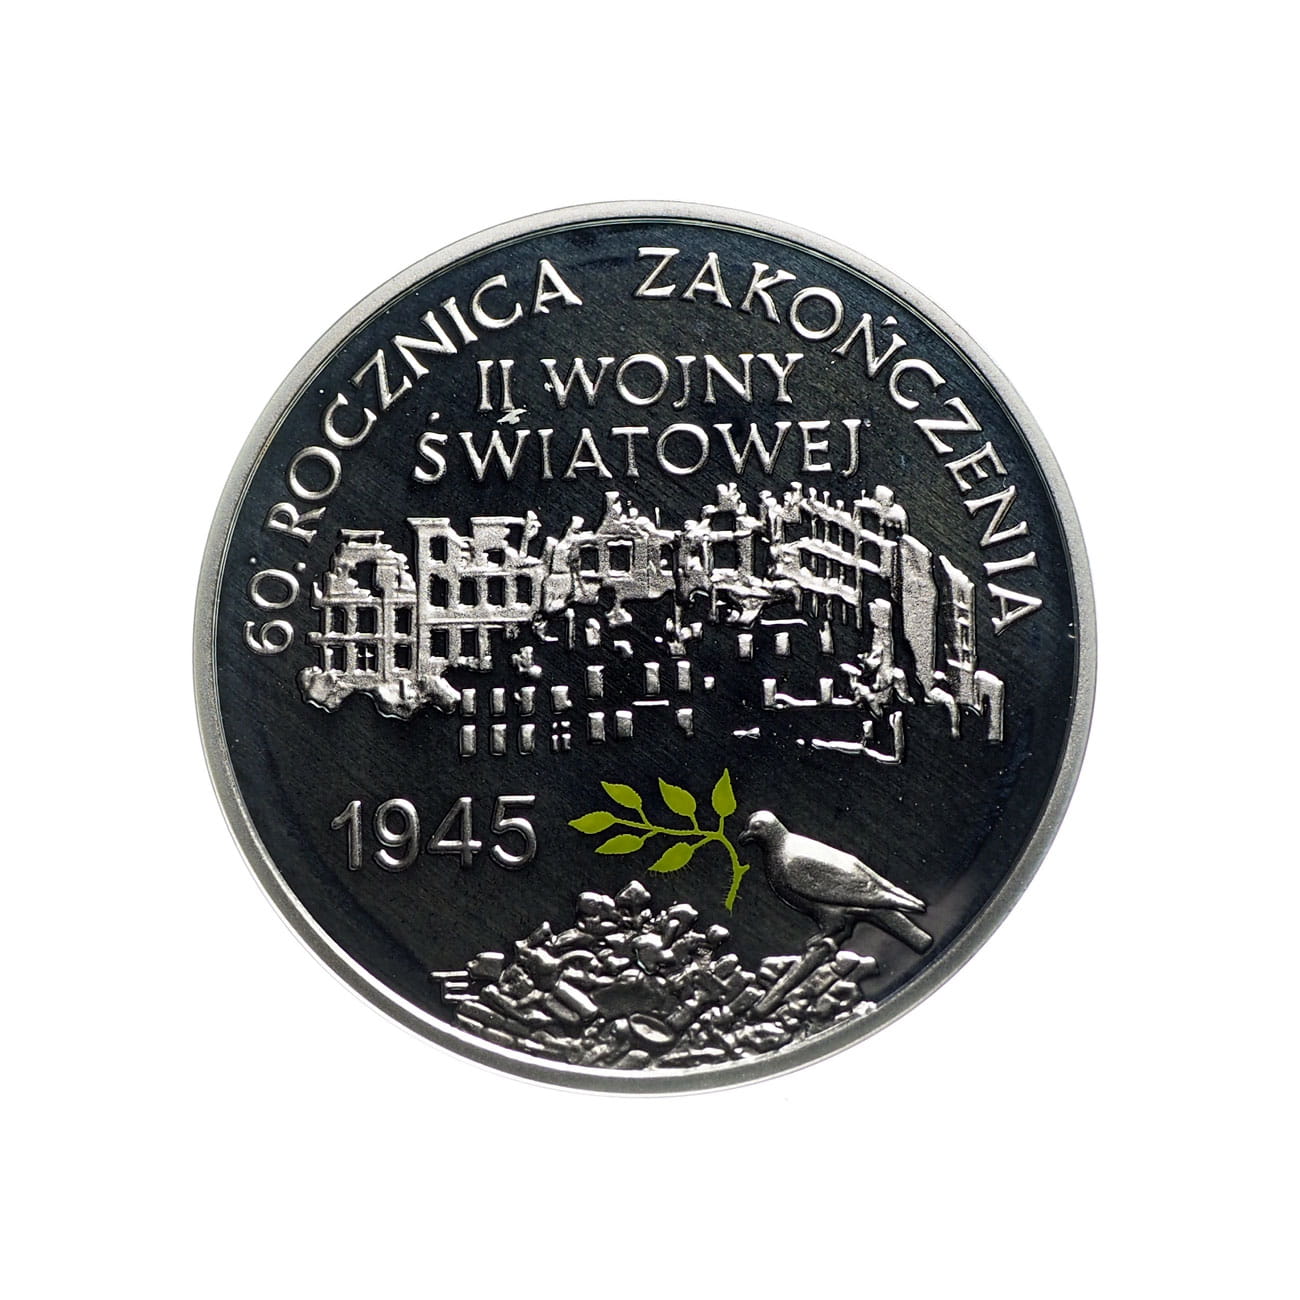 60. ROCZNICA ZAKOŃCZENIA
II WOJNY
ŚWIATOWEJ
1945